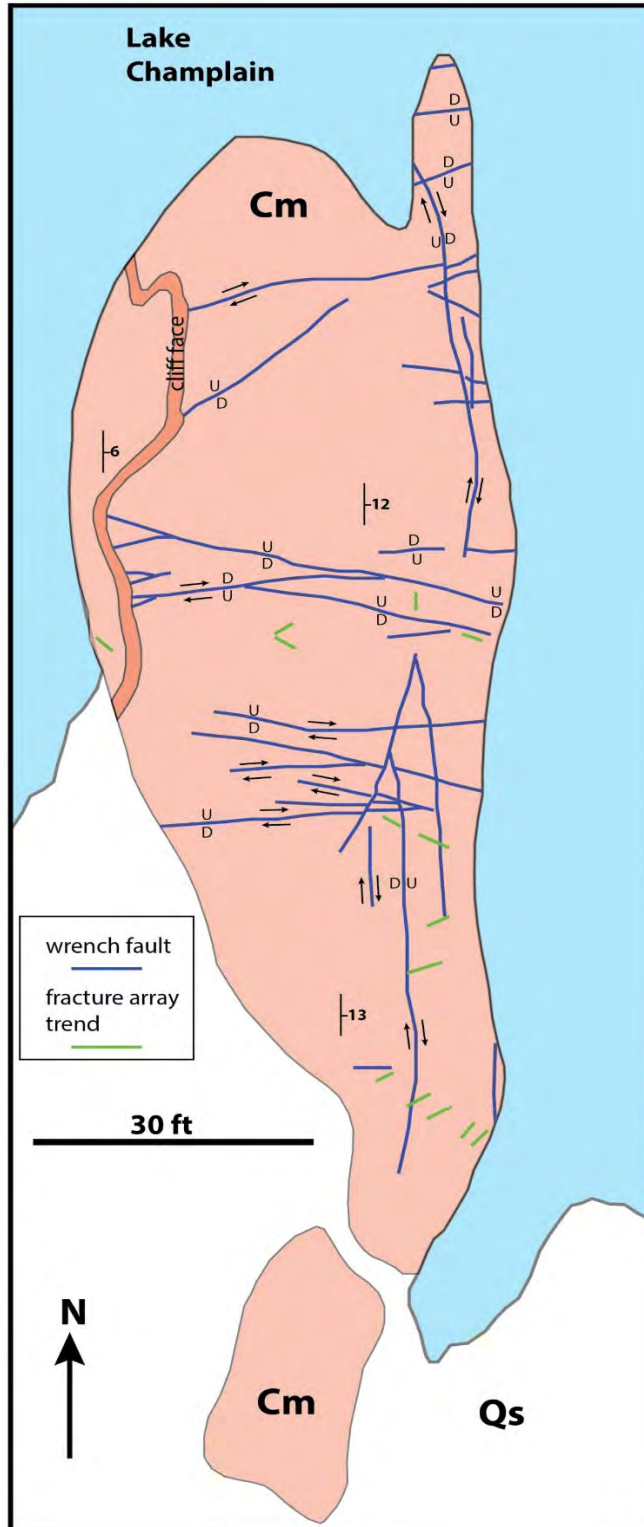 Lake
Champlain
D
U
Cm
D
U
U D
cliff face
U
D
6
12
U
D
D
U
D
U
U
D
U
D
U
D
U
D
D U
wrench fault
fracture array
trend
13
30 ft
N
Cm
Qs